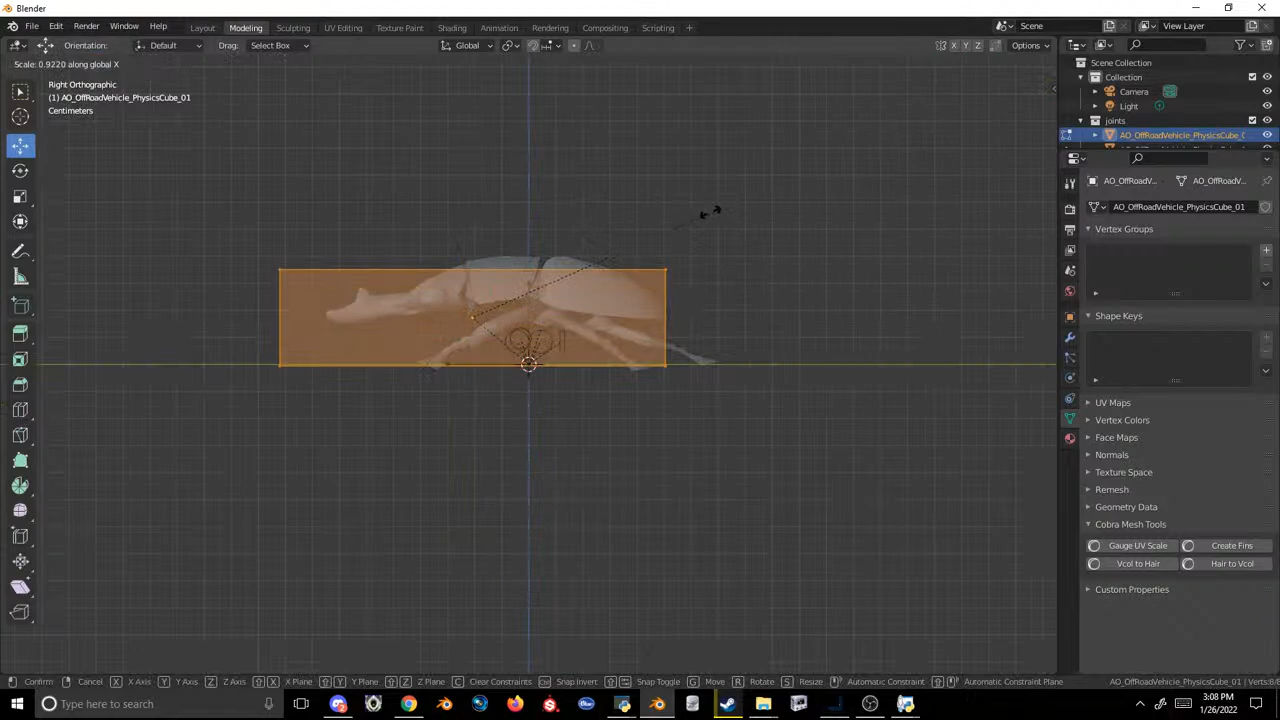 Blender
File Edit Render Window Help Layout Modeling Sculpting UV Editing Texture Paint Shading Animation Rendering Compositing Scripting + Scene View Layer
Orientation: Default Drag: Select Box Global X Y Z Options
Scale: 0.9220 along global X
Right Orthographic
(1) AO_OffRoadVehicle_PhysicsCube_01
Centimeters
Scene Collection
Collection
Camera
Light
joints
AO_OffRoadVehicle_PhysicsCube_0
AO_OffRoadV... AO_OffRoadV...
AO_OffRoadVehicle_PhysicsCube_01
Vertex Groups
Shape Keys
UV Maps
Vertex Colors
Face Maps
Normals
Texture Space
Remesh
Geometry Data
Cobra Mesh Tools
Gauge UV Scale Create Fins
Vcol to Hair Hair to Vcol
Custom Properties
Confirm Cancel X X Axis Y Y Axis Z Z Axis X X Plane Y Y Plane Z Z Plane C Clear Constraints Snap Invert Snap Toggle G Move R Rotate S Resize Automatic Constraint Automatic Constraint Plane AO_OffRoadVehicle_PhysicsCube_01 | Verts:8/8
Type here to search
3:08 PM
1/26/2022